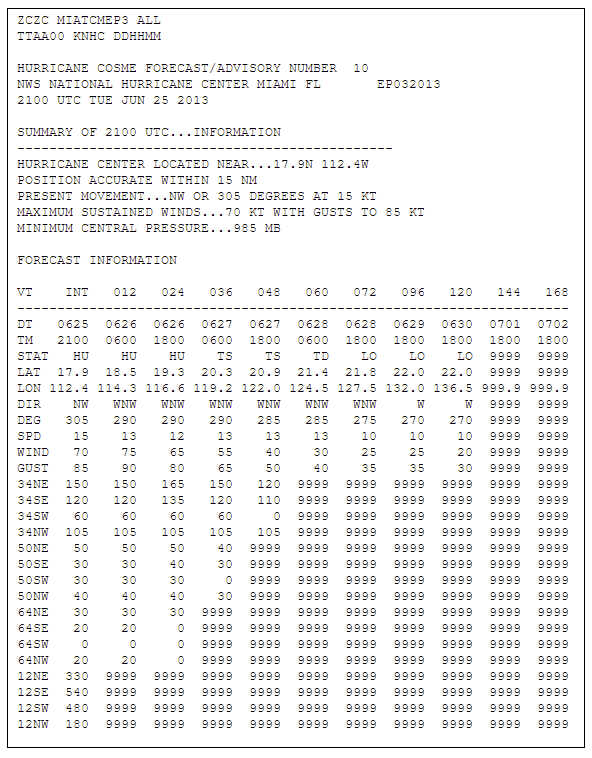 ZCZC MIATCMEP3 ALL
TTAA00 KNHC DDHHMM
HURRICANE COSME FORECAST/ADVISORY NUMBER  10
NWS NATIONAL HURRICANE CENTER MIAMI FL       EP032013
2100 UTC TUE JUN 25 2013
SUMMARY OF 2100 UTC...INFORMATION
-----------------------------------------------
HURRICANE CENTER LOCATED NEAR...17.9N 112.4W
POSITION ACCURATE WITHIN 15 NM
PRESENT MOVEMENT...NW OR 305 DEGREES AT 15 KT
MAXIMUM SUSTAINED WINDS...70 KT WITH GUSTS TO 85 KT
MINIMUM CENTRAL PRESSURE...985 MB
FORECAST INFORMATION
VT    INT   012   024   036   048   060   072   096   120   144   168
---------------------------------------------------------------------
DT   0625  0626  0626  0627  0627  0628  0628  0629  0630  0701  0702
TM   2100  0600  1800  0600  1800  0600  1800  1800  1800  1800  1800
STAT   HU    HU    HU    TS    TS    TD    LO    LO    LO  9999  9999
LAT  17.9  18.5  19.3  20.3  20.9  21.4  21.8  22.0  22.0  9999  9999
LON 112.4 114.3 116.6 119.2 122.0 124.5 127.5 132.0 136.5 999.9 999.9
DIR    NW   WNW   WNW   WNW   WNW   WNW   WNW     W     W  9999  9999
DEG   305   290   290   290   285   285   275   270   270  9999  9999
SPD    15    13    12    13    13    13    10    10    10  9999  9999
WIND   70    75    65    55    40    30    25    25    20  9999  9999
GUST   85    90    80    65    50    40    35    35    30  9999  9999
34NE  150   150   165   150   120  9999  9999  9999  9999  9999  9999
34SE  120   120   135   120   110  9999  9999  9999  9999  9999  9999
34SW   60    60    60    60     0  9999  9999  9999  9999  9999  9999
34NW  105   105   105   105   105  9999  9999  9999  9999  9999  9999
50NE   50    50    50    40  9999  9999  9999  9999  9999  9999  9999
50SE   30    30    40    30  9999  9999  9999  9999  9999  9999  9999
50SW   30    30    30     0  9999  9999  9999  9999  9999  9999  9999
50NW   40    40    40    30  9999  9999  9999  9999  9999  9999  9999
64NE   30    30    30  9999  9999  9999  9999  9999  9999  9999  9999
64SE   20    20     0  9999  9999  9999  9999  9999  9999  9999  9999
64SW    0     0     0  9999  9999  9999  9999  9999  9999  9999  9999
64NW   20    20     0  9999  9999  9999  9999  9999  9999  9999  9999
12NE  330  9999  9999  9999  9999  9999  9999  9999  9999  9999  9999
12SE  540  9999  9999  9999  9999  9999  9999  9999  9999  9999  9999
12SW  480  9999  9999  9999  9999  9999  9999  9999  9999  9999  9999
12NW  180  9999  9999  9999  9999  9999  9999  9999  9999  9999  9999